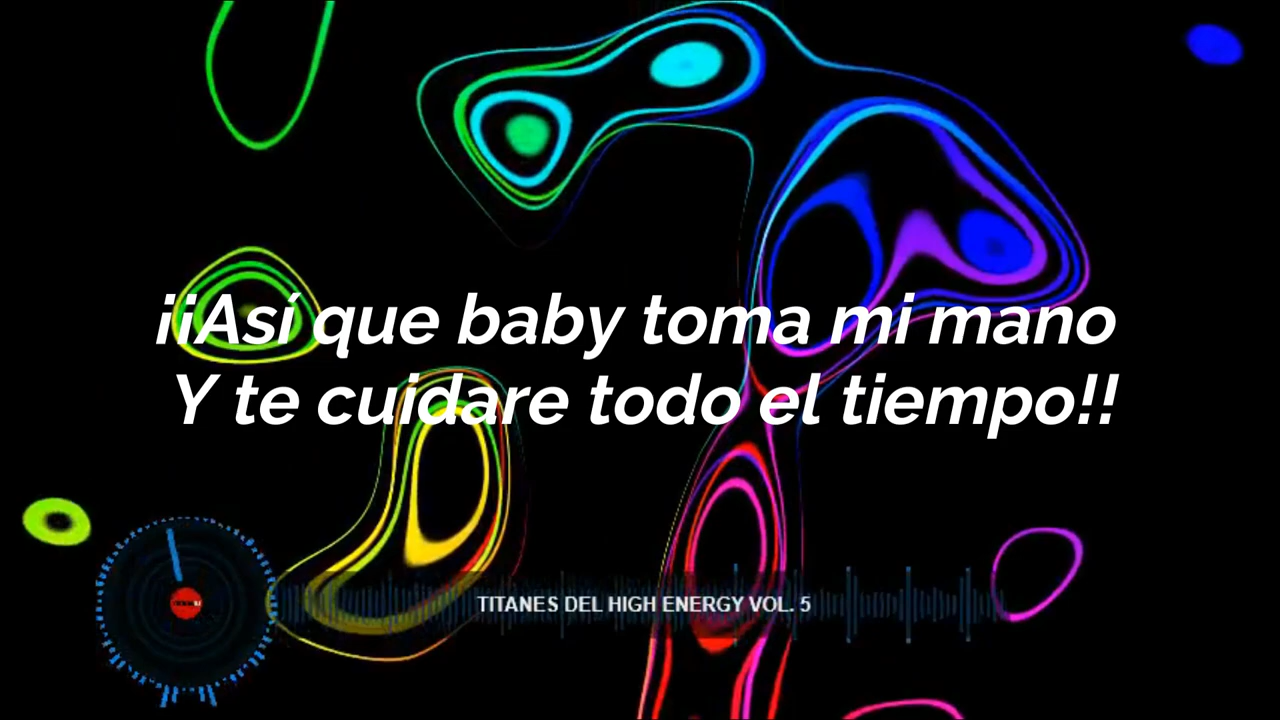 ¡¡Así que baby toma mi mano
Y te cuidare todo el tiempo!!
TITANES DEL HIGH ENERGY VOL. 5